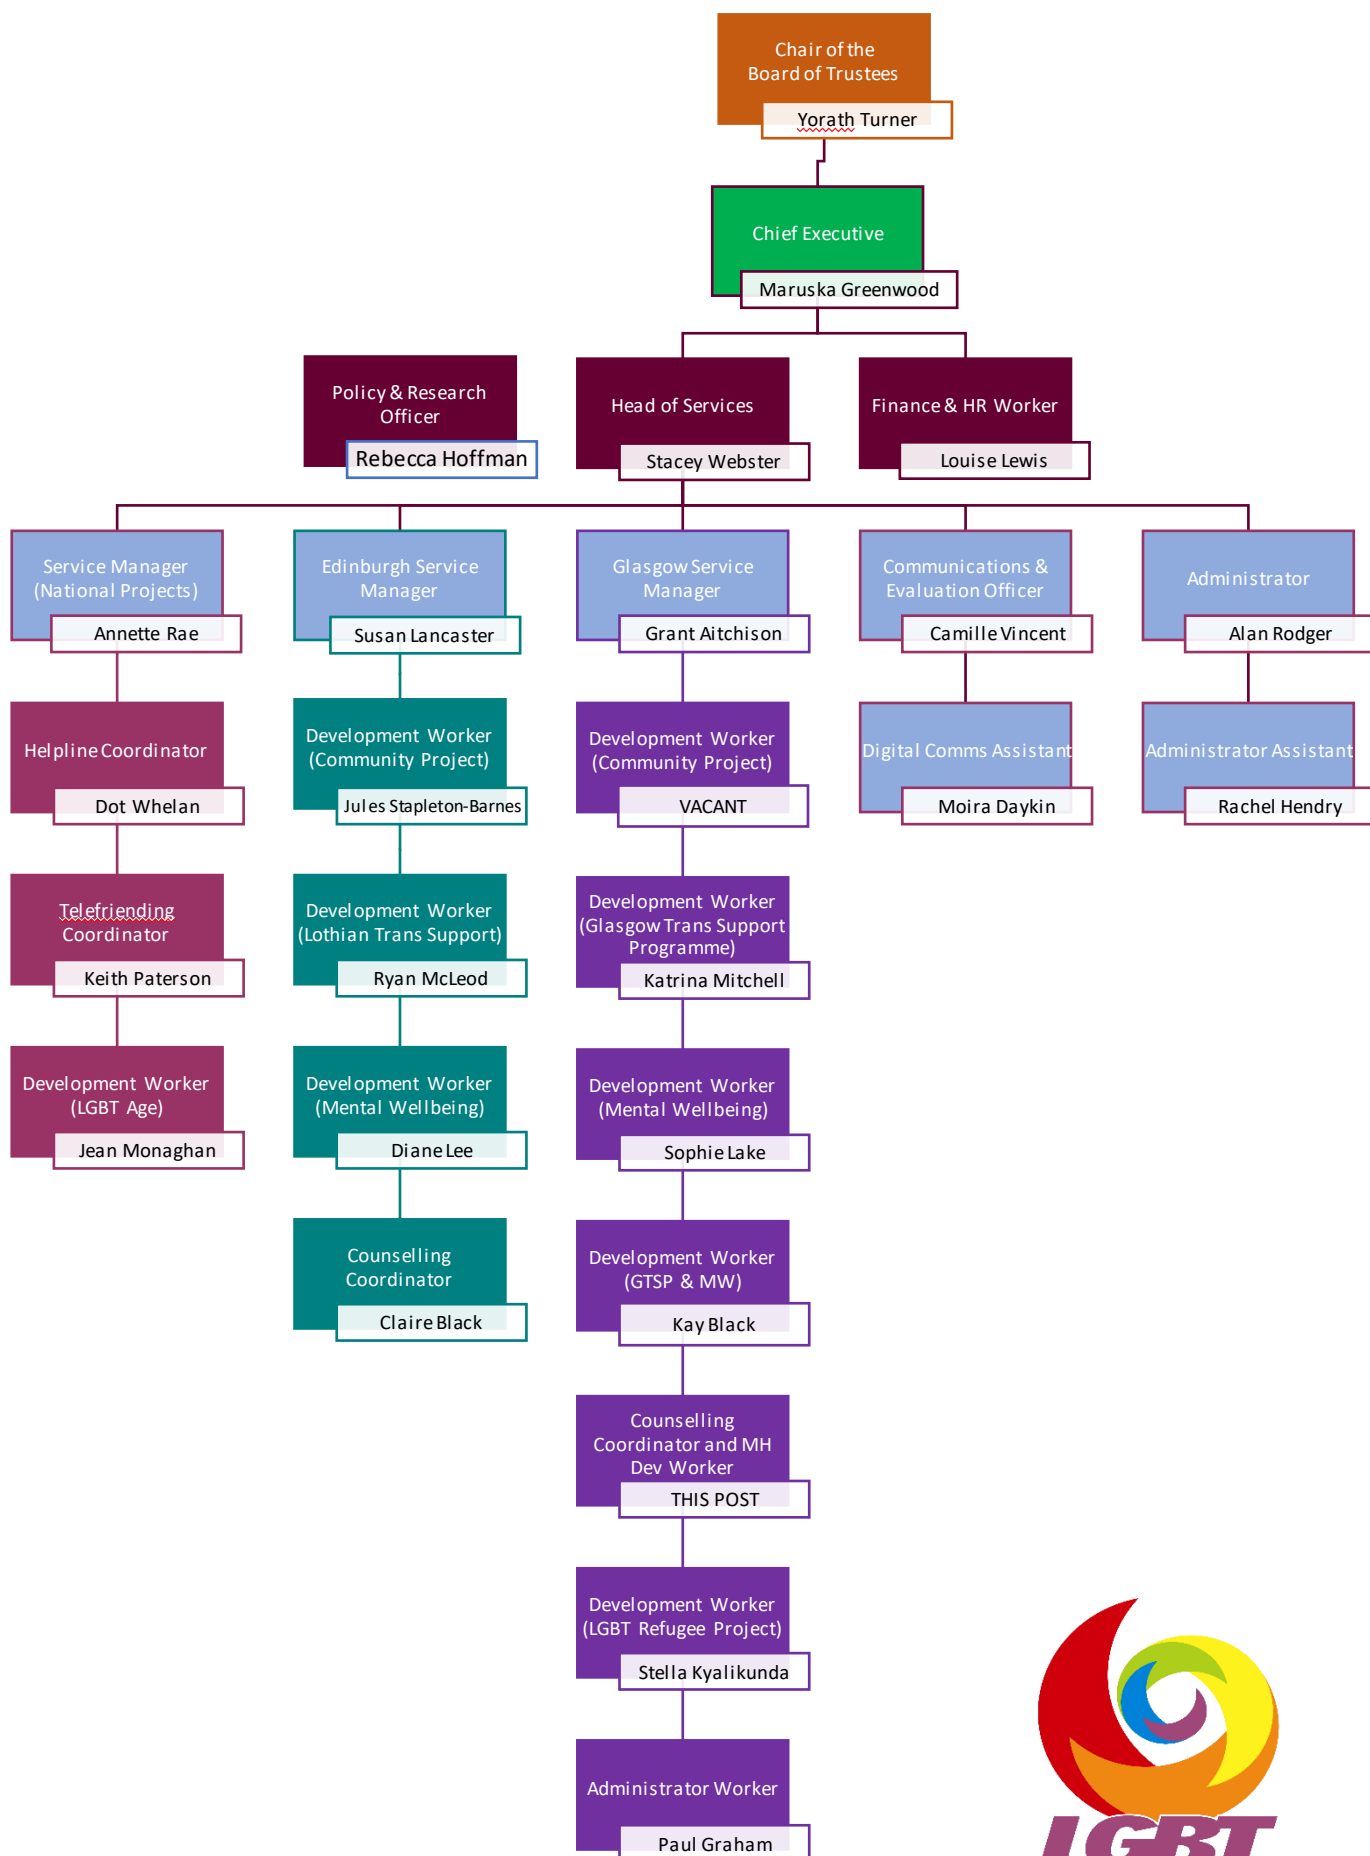 Chair of the
Board of Trustees
Yorath Turner
Chief Executive
Maruska Greenwood
Policy & Research
Officer
Rebecca Hoffman
Head of Services
Stacey Webster
Finance & HR Worker
Louise Lewis
Service Manager
(National Projects)
Annette Rae
Edinburgh Service
Manager
Susan Lancaster
Glasgow Service
Manager
Grant Aitchison
Communications &
Evaluation Officer
Camille Vincent
Administrator
Alan Rodger
Helpline Coordinator
Dot Whelan
Development Worker
(Community Project)
Jules Stapleton-Barnes
Development Worker
(Community Project)
VACANT
Digital Comms Assistant
Moira Daykin
Administrator Assistant
Rachel Hendry
Telefriending
Coordinator
Keith Paterson
Development Worker
(Lothian Trans Support)
Ryan McLeod
Development Worker
(Glasgow Trans Support
Programme)
Katrina Mitchell
Development Worker
(LGBT Age)
Jean Monaghan
Development Worker
(Mental Wellbeing)
Diane Lee
Development Worker
(Mental Wellbeing)
Sophie Lake
Counselling
Coordinator
Claire Black
Development Worker
(GTSP & MW)
Kay Black
Counselling
Coordinator and MH
Dev Worker
THIS POST
Development Worker
(LGBT Refugee Project)
Stella Kyalikunda
Administrator Worker
Paul Graham
LGBT